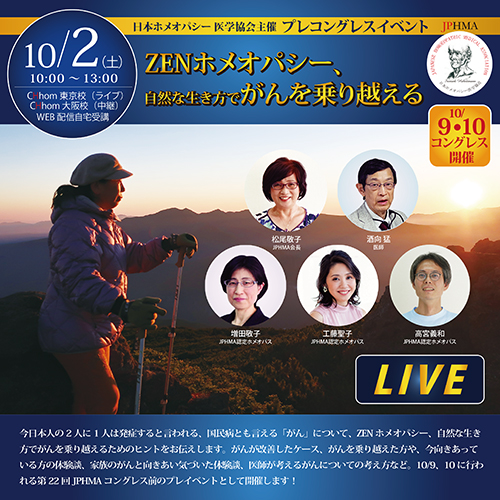 日本ホメオパシー医学協会主催 プレコングレスイベント JPHMA
10/2(土)
10:00 〜 13:00
CHhom 東京校（ライブ）
CHhom 大阪校（中継）
WEB 配信自宅受講
ZENホメオパシー、
自然な生き方でがんを乗り越える
10/
9・10
コングレス
開催
松尾敬子
JPHMA会長
酒向 猛
医師
増田敬子
JPHMA認定ホメオパス
工藤聖子
JPHMA認定ホメオパス
高宮義和
JPHMA認定ホメオパス
LIVE
今日本人の２人に１人は発症すると言われる、国民病とも言える「がん」について、ZEN ホメオパシー、自然な生き
方でがんを乗り越えるためのヒントをお伝えします。がんが改善したケース、がんを乗り越えた方や、今向きあって
いる方の体験談、家族のがんと向きあい気づいた体験談、医師が考えるがんについての考え方など。10/9、10 に行わ
れる第 22 回 JPHMA コングレス前のプレイベントとして開催します！